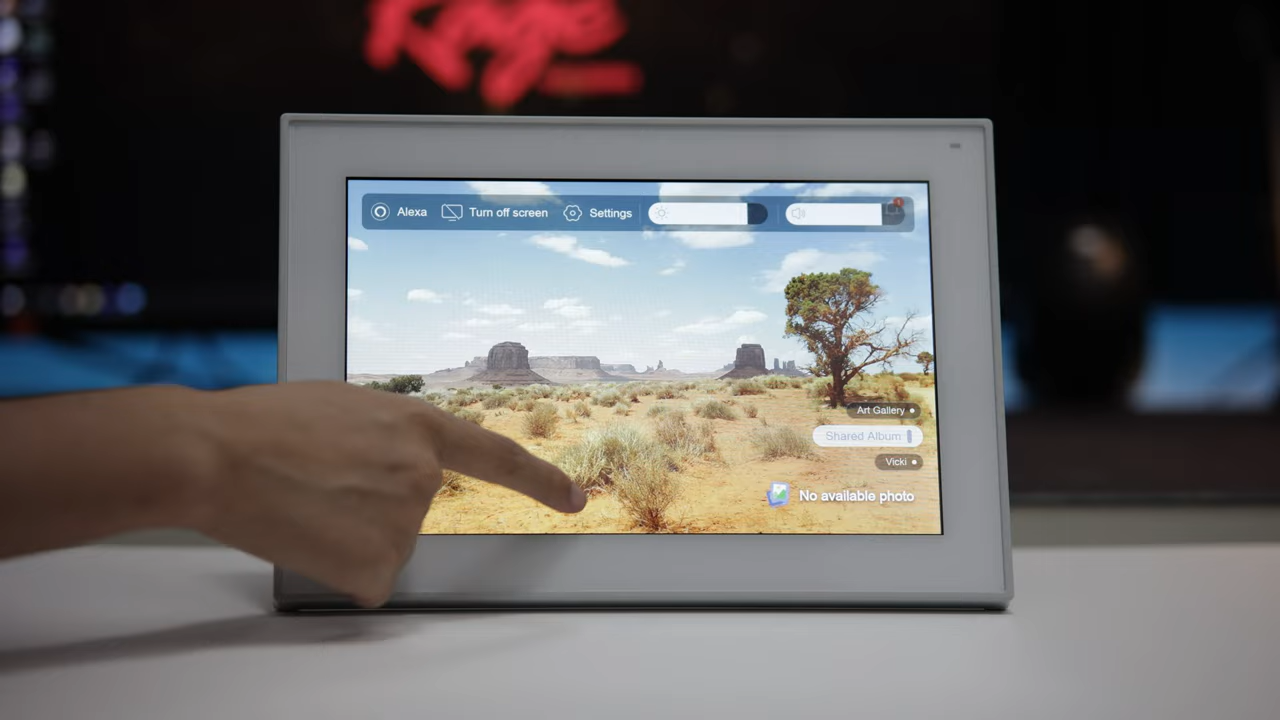 Alexa Turn off screen Settings
Art Gallery
Shared Album
Vicki
No available photo